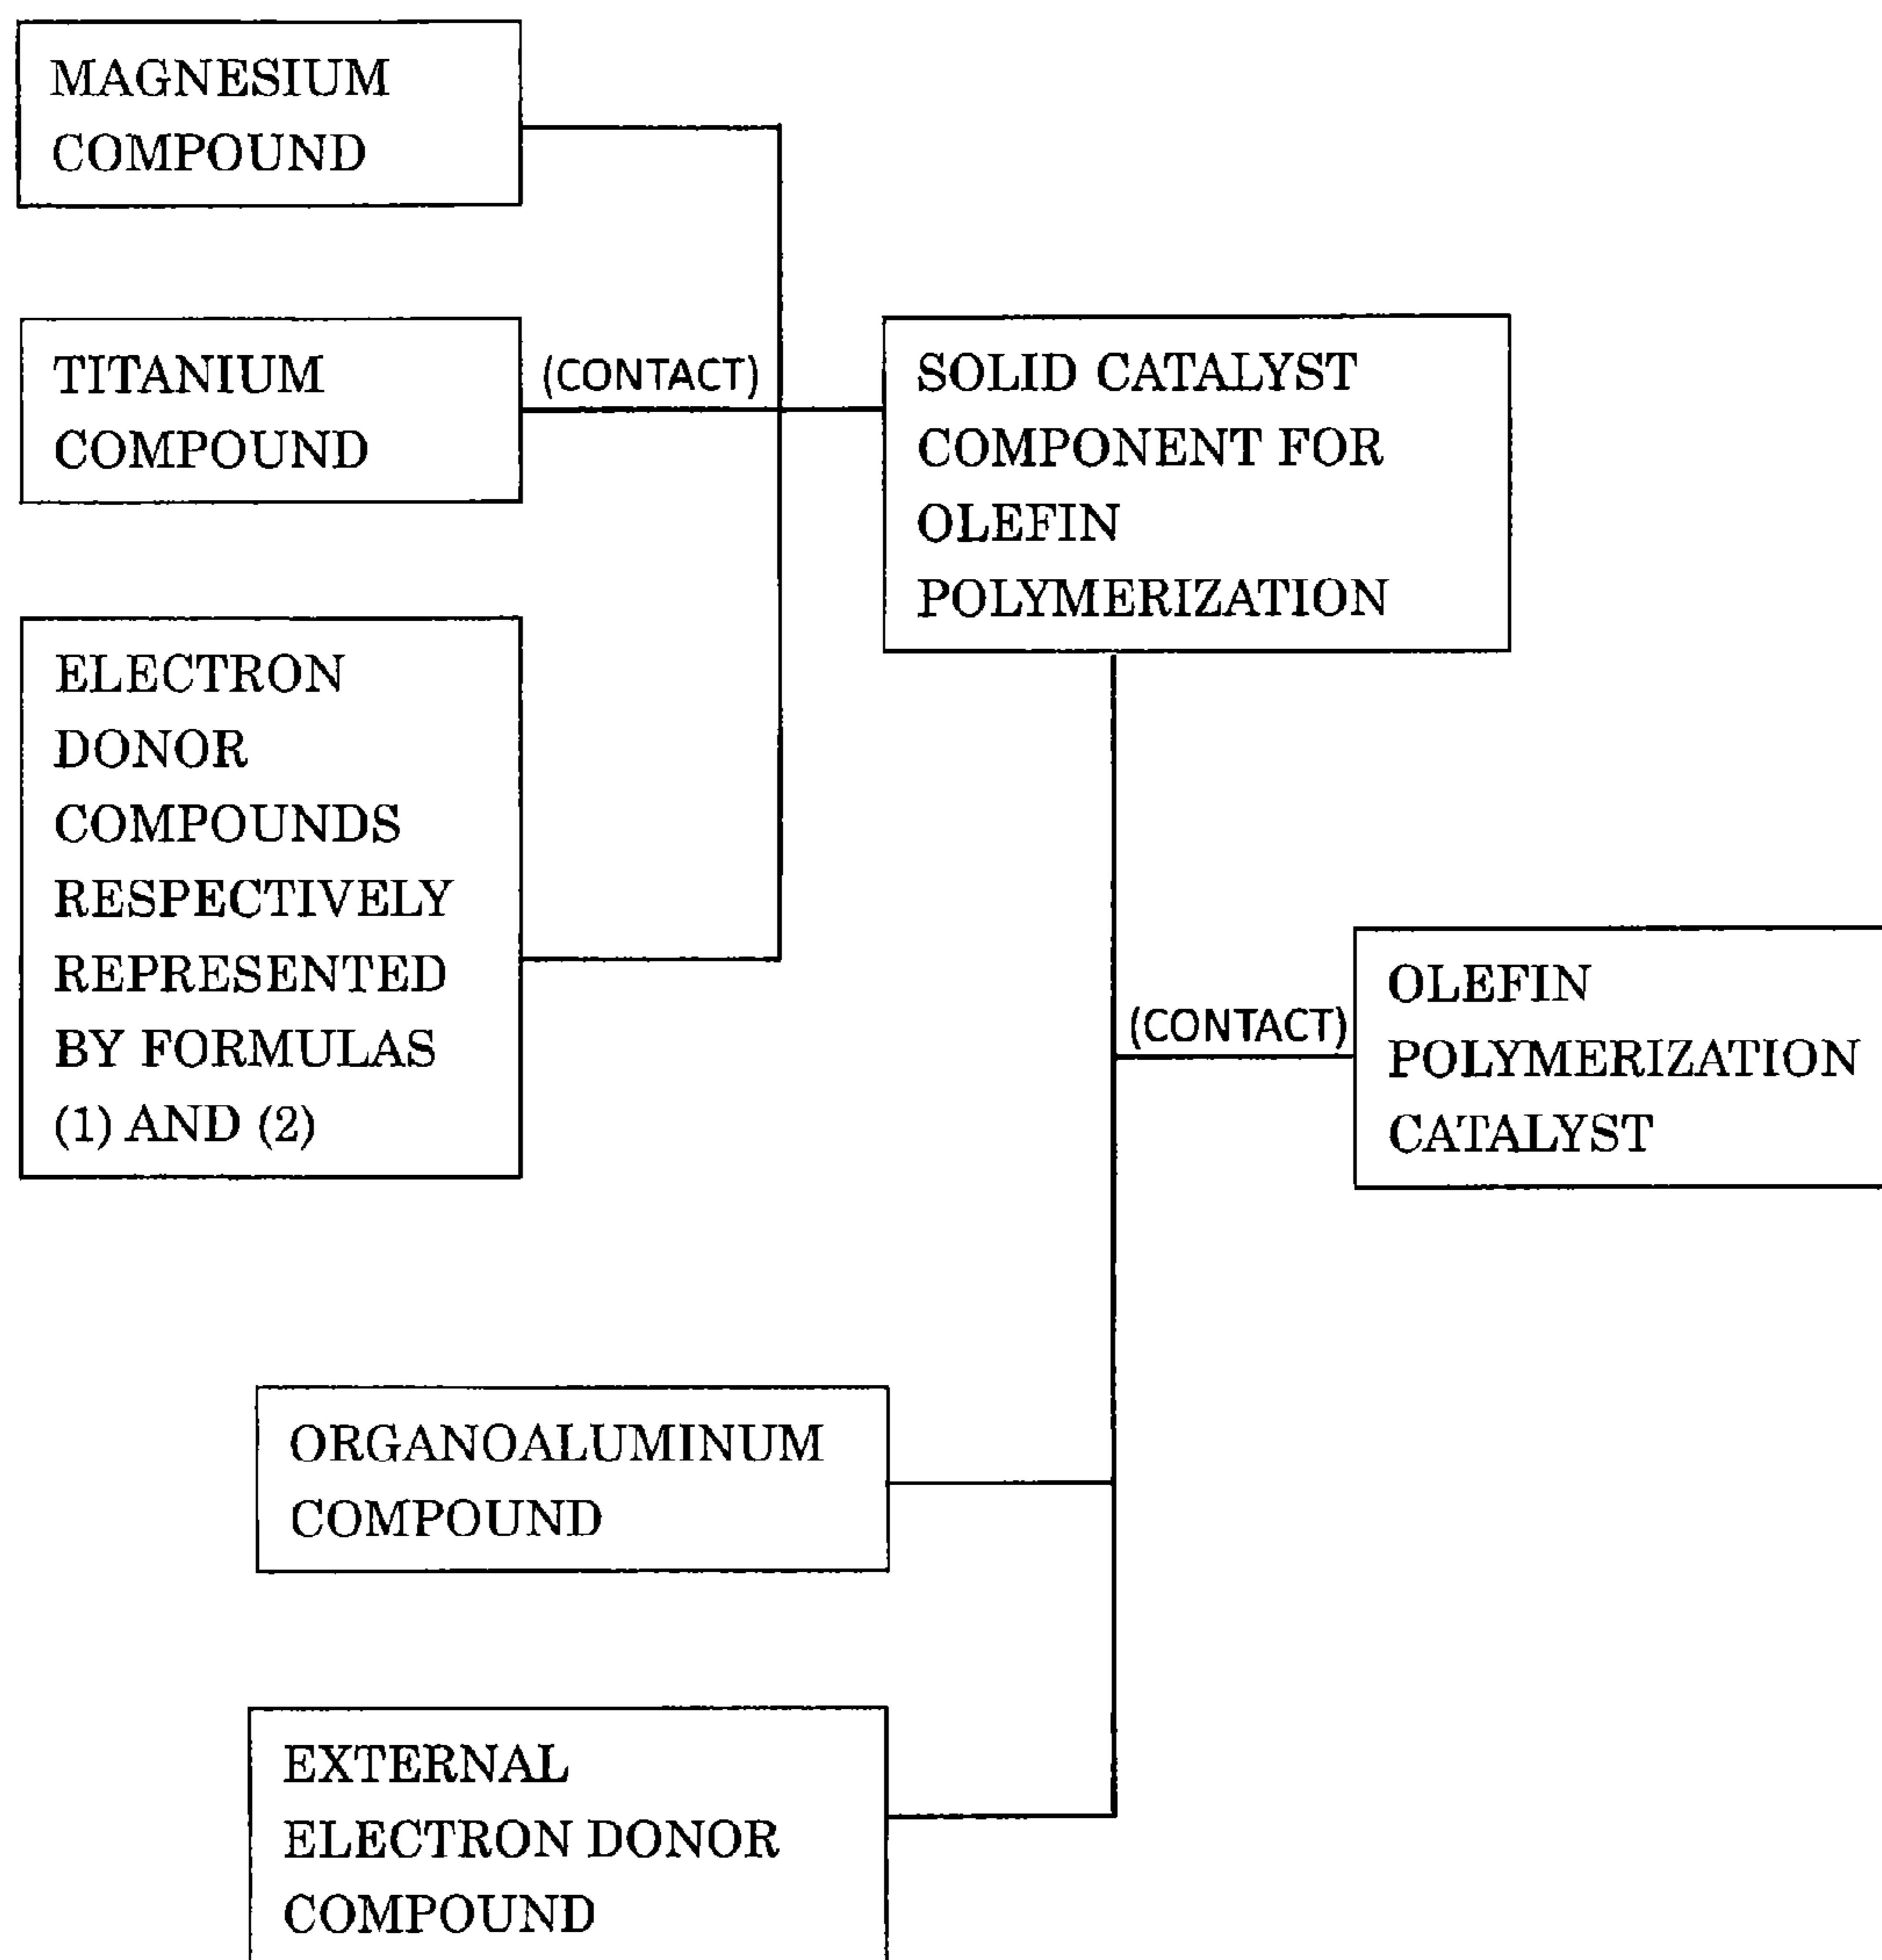 MAGNESIUM
COMPOUND
TITANIUM
COMPOUND
(CONTACT)
SOLID CATALYST
COMPONENT FOR
OLEFIN
POLYMERIZATION
ELECTRON
DONOR
COMPOUNDS
RESPECTIVELY
REPRESENTED
BY FORMULAS
(1) AND (2)
(CONTACT)
OLEFIN
POLYMERIZATION
CATALYST
ORGANOALUMINUM
COMPOUND
EXTERNAL
ELECTRON DONOR
COMPOUND